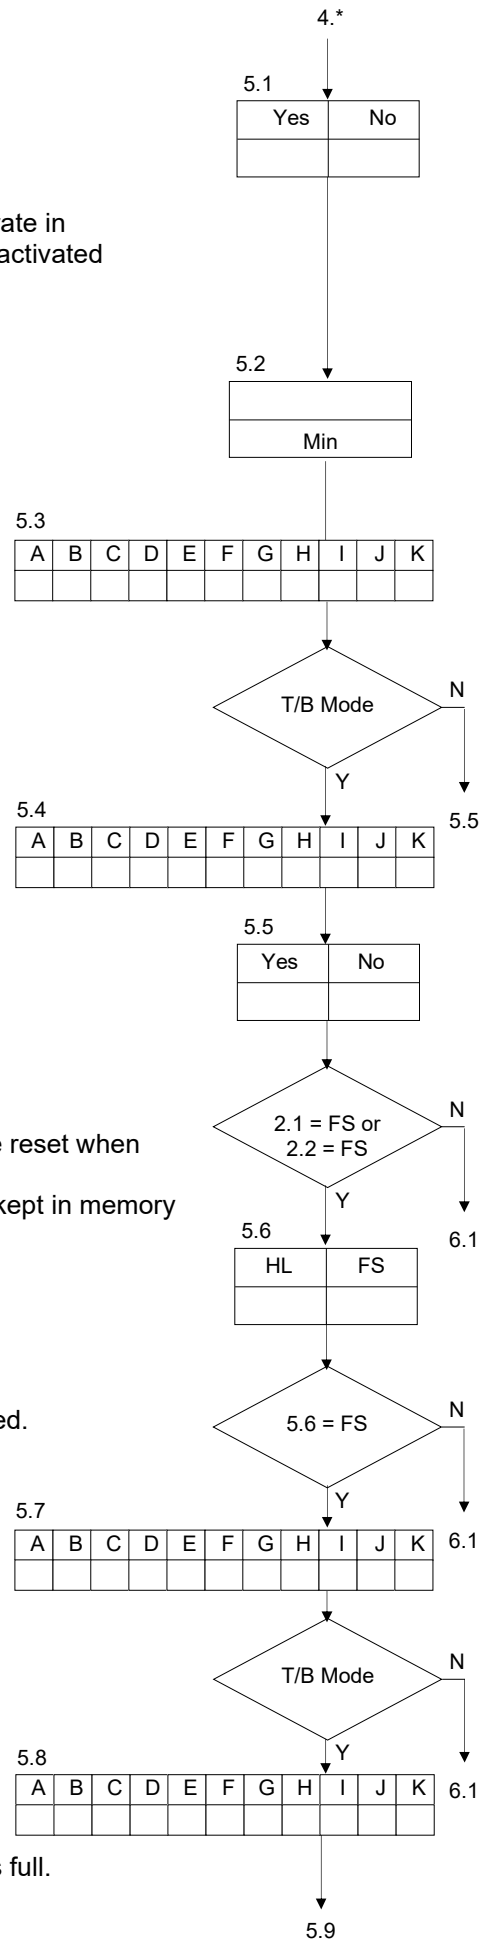 4.*
5.1
Yes No
rate in
activated
5.2
Min
5.3
A B C D E F G H I J K
T/B Mode
N
Y
5.5
5.4
A B C D E F G H I J K
5.5
Yes No
2.1 = FS or
2.2 = FS
N
reset when
Y
kept in memory
6.1
5.6
HL FS
5.6 = FS
N
ed.
Y
6.1
5.7
A B C D E F G H I J K
T/B Mode
N
Y
6.1
5.8
A B C D E F G H I J K
full.
5.9